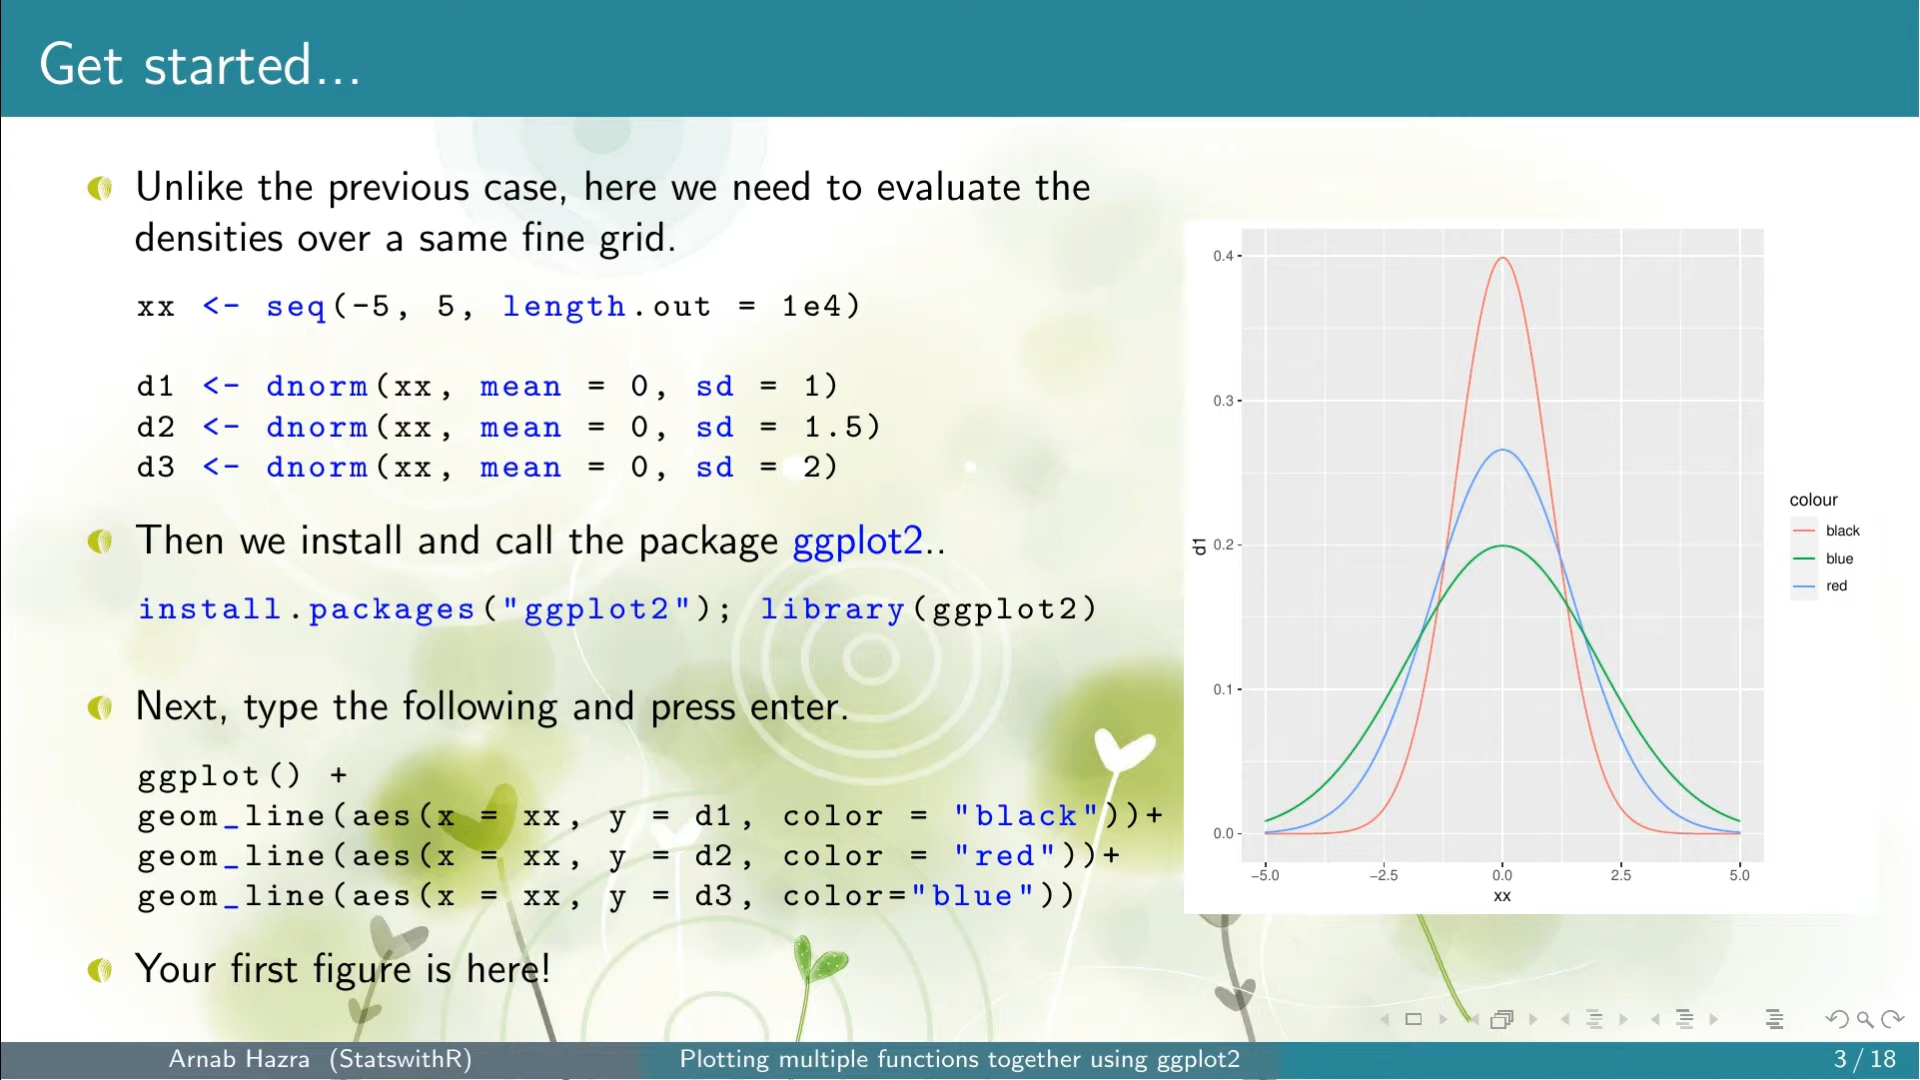 Get started...
Unlike the previous case, here we need to evaluate the
densities over a same fine grid.
xx <- seq(-5, 5, length.out = 1e4)
d1 <- dnorm(xx, mean = 0, sd = 1)
d2 <- dnorm(xx, mean = 0, sd = 1.5)
d3 <- dnorm(xx, mean = 0, sd = 2)
Then we install and call the package ggplot2..
install.packages("ggplot2"); library(ggplot2)
Next, type the following and press enter.
ggplot() +
geom_line(aes(x = xx, y = d1, color = "black"))+
geom_line(aes(x = xx, y = d2, color = "red"))+
geom_line(aes(x = xx, y = d3, color="blue"))
Your first figure is here!
0.4
0.3
0.2
0.1
0.0
d1
−5.0 −2.5 0.0 2.5 5.0
xx
colour
black
blue
red
Arnab Hazra (StatswithR) Plotting multiple functions together using ggplot2 3 / 18